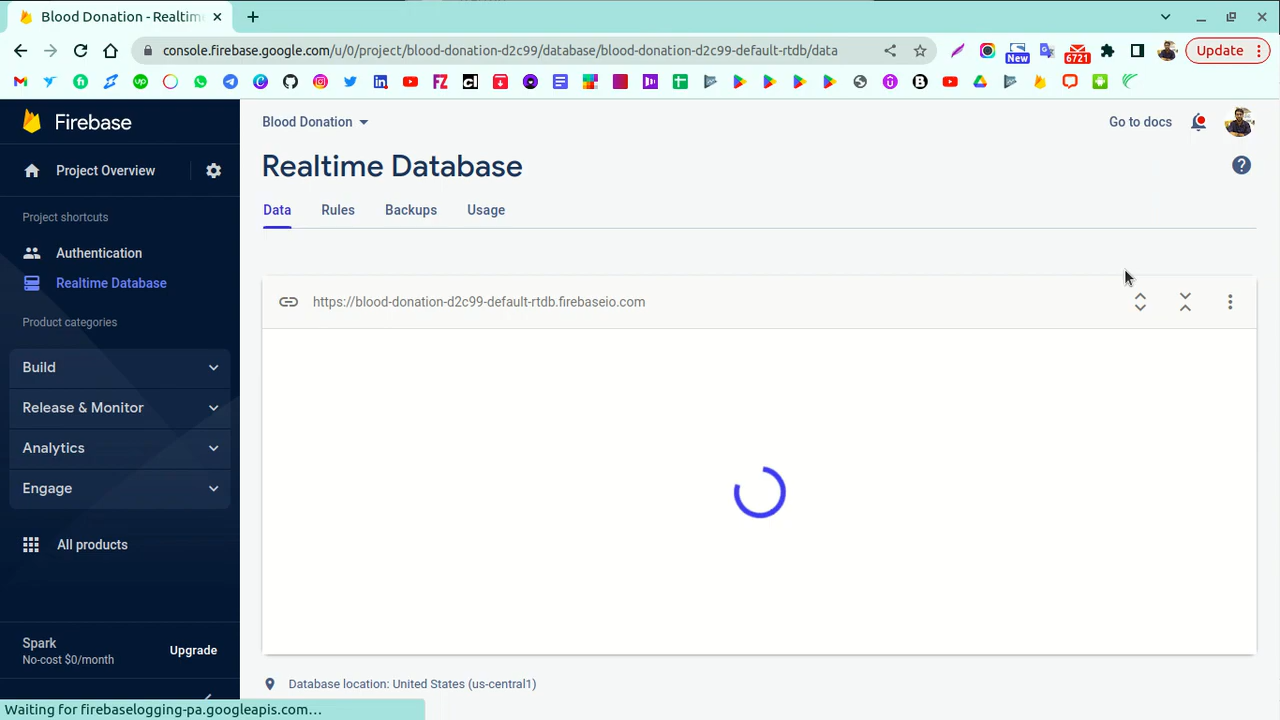 Blood Donation - Realtim
console.firebase.google.com/u/0/project/blood-donation-d2c99/database/blood-donation-d2c99-default-rtdb/data
New
6721
Update
Firebase
Blood Donation
Go to docs
Project Overview
Realtime Database
Project shortcuts
Data
Rules
Backups
Usage
Authentication
Realtime Database
https://blood-donation-d2c99-default-rtdb.firebaseio.com
Product categories
Build
Release & Monitor
Analytics
Engage
All products
Spark
No-cost $0/month
Upgrade
Database location: United States (us-central1)
Waiting for firebaselogging-pa.googleapis.com...